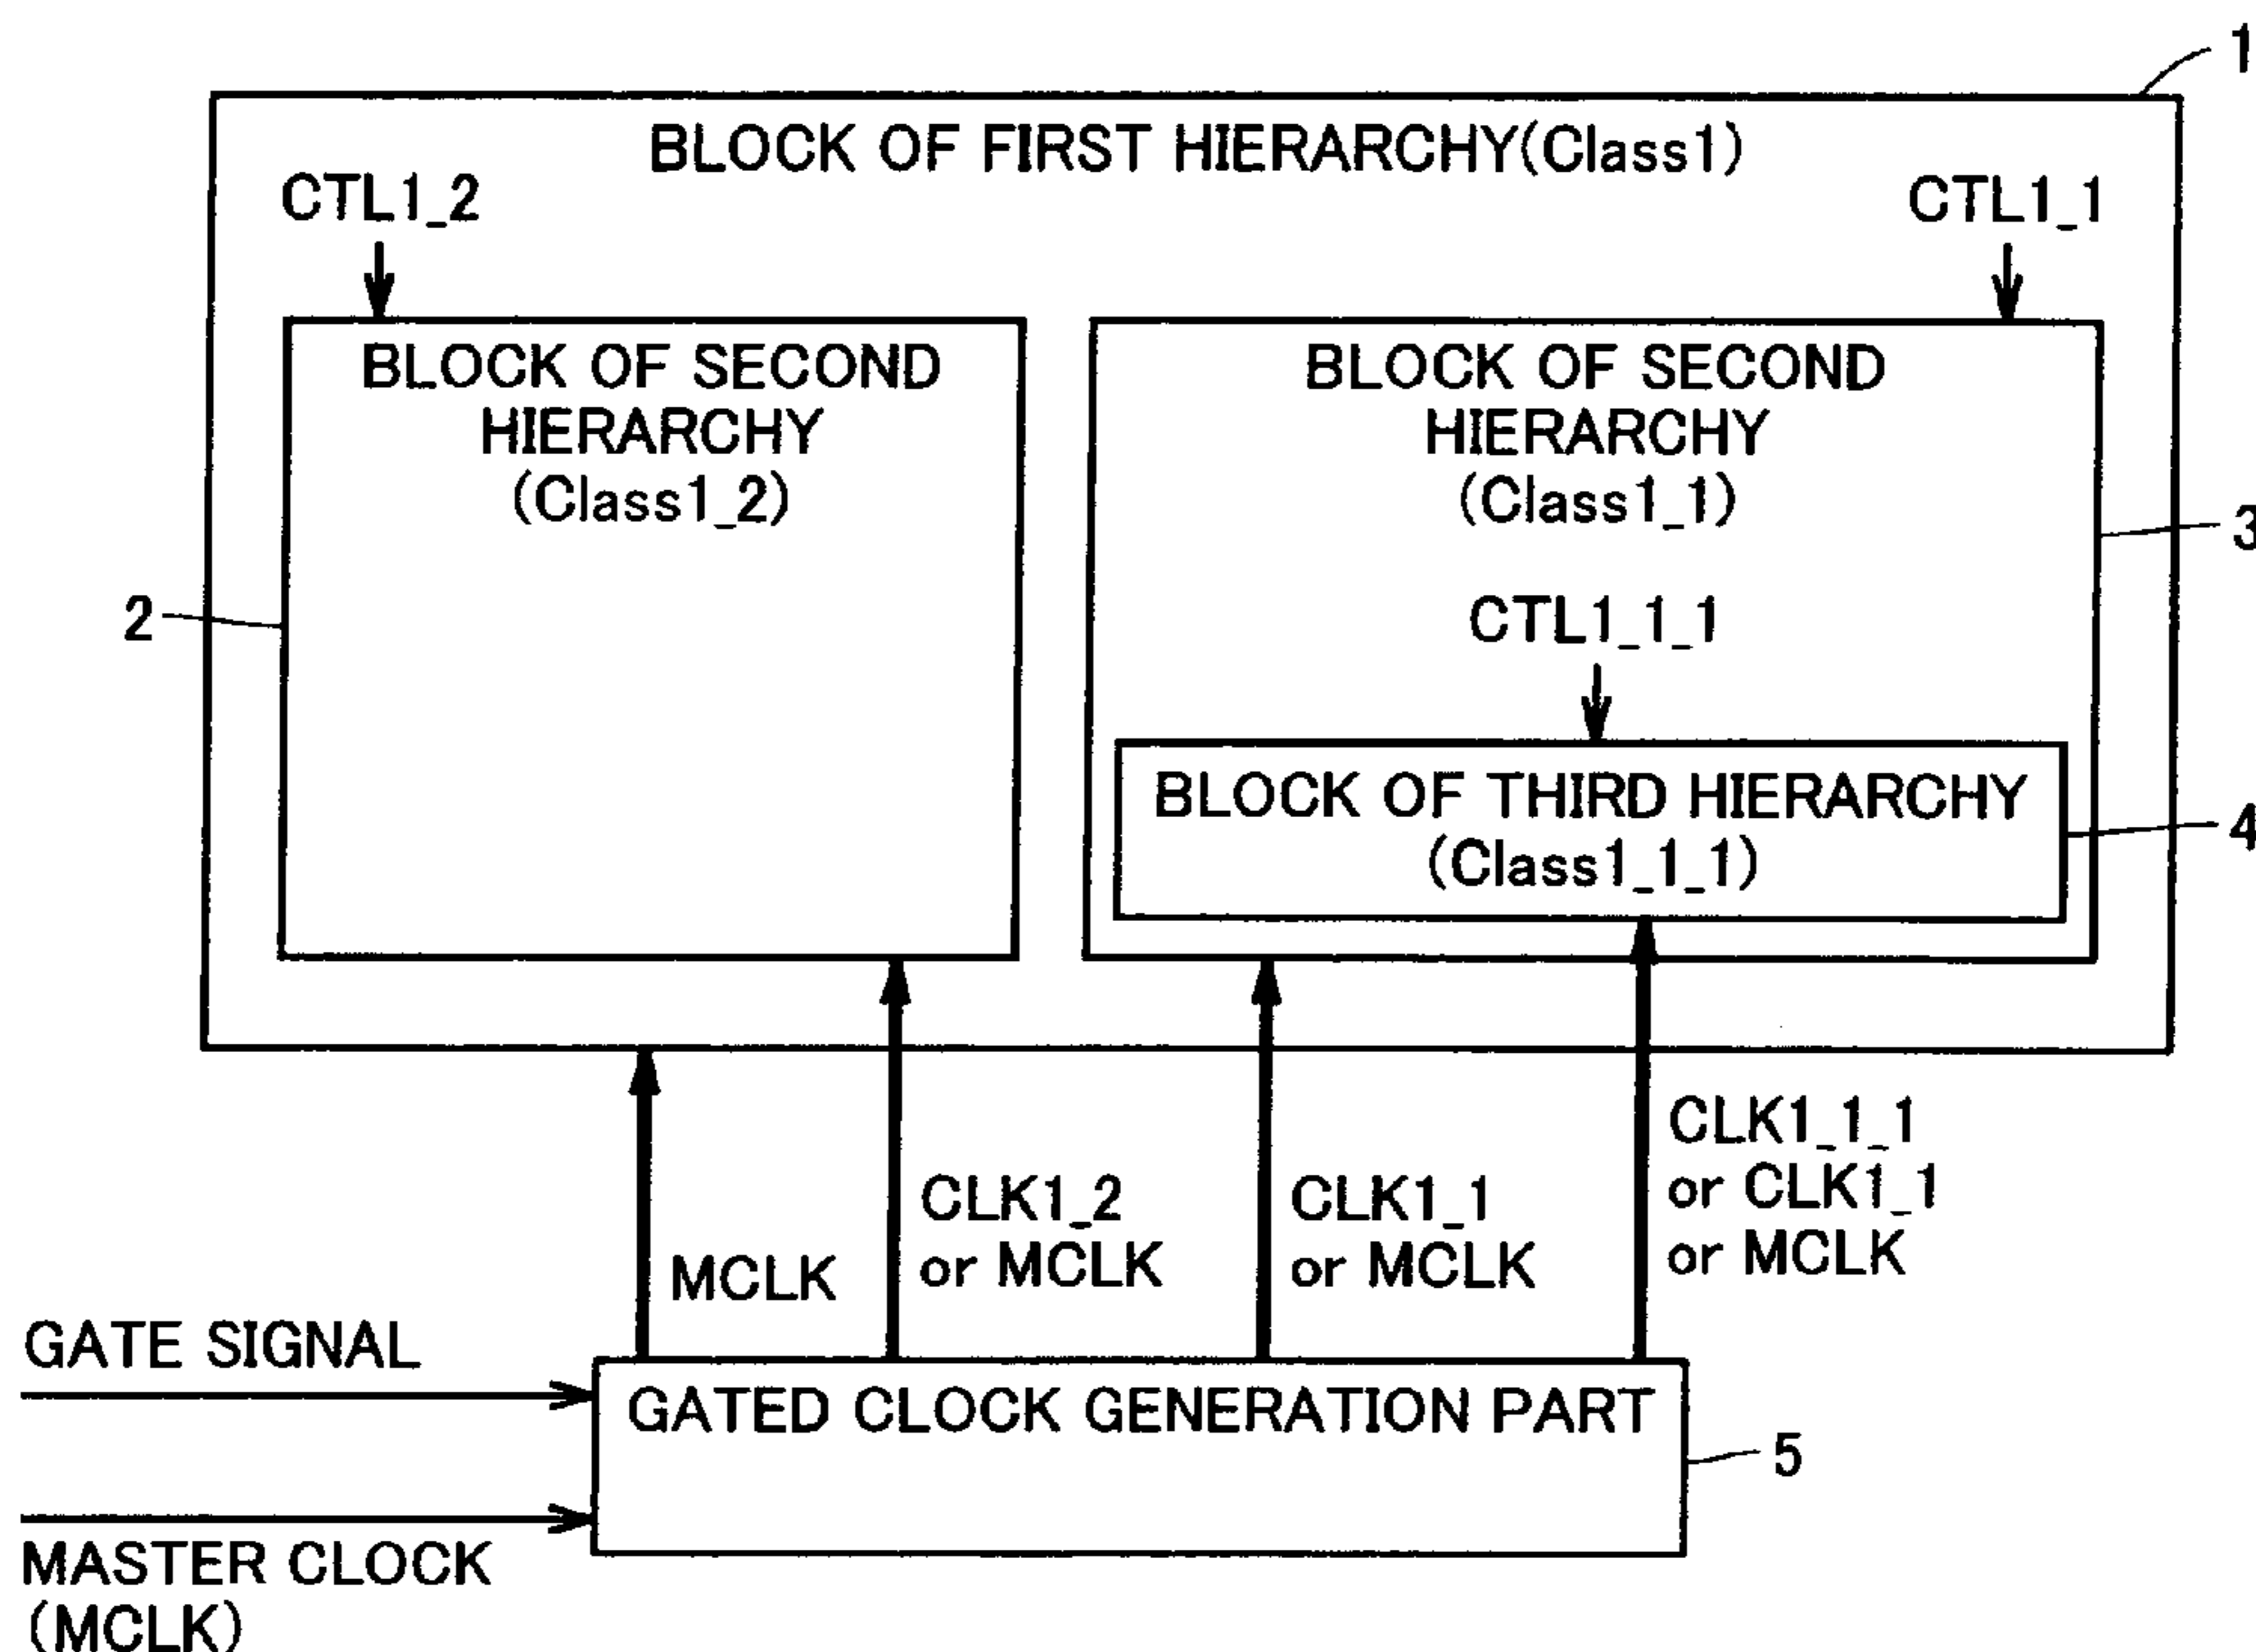 1
BLOCK OF FIRST HIERARCHY(Class1)
CTL1_2
CTL1_1
BLOCK OF SECOND
HIERARCHY
(Class1_2)
BLOCK OF SECOND
HIERARCHY
(Class1_1)
3
2
CTL1_1_1
BLOCK OF THIRD HIERARCHY
(Class1_1_1)
4
MCLK
CLK1_2
or MCLK
CLK1_1
or MCLK
CLK1_1_1
or CLK1_1
or MCLK
GATE SIGNAL
GATED CLOCK GENERATION PART
5
MASTER CLOCK
(MCLK)